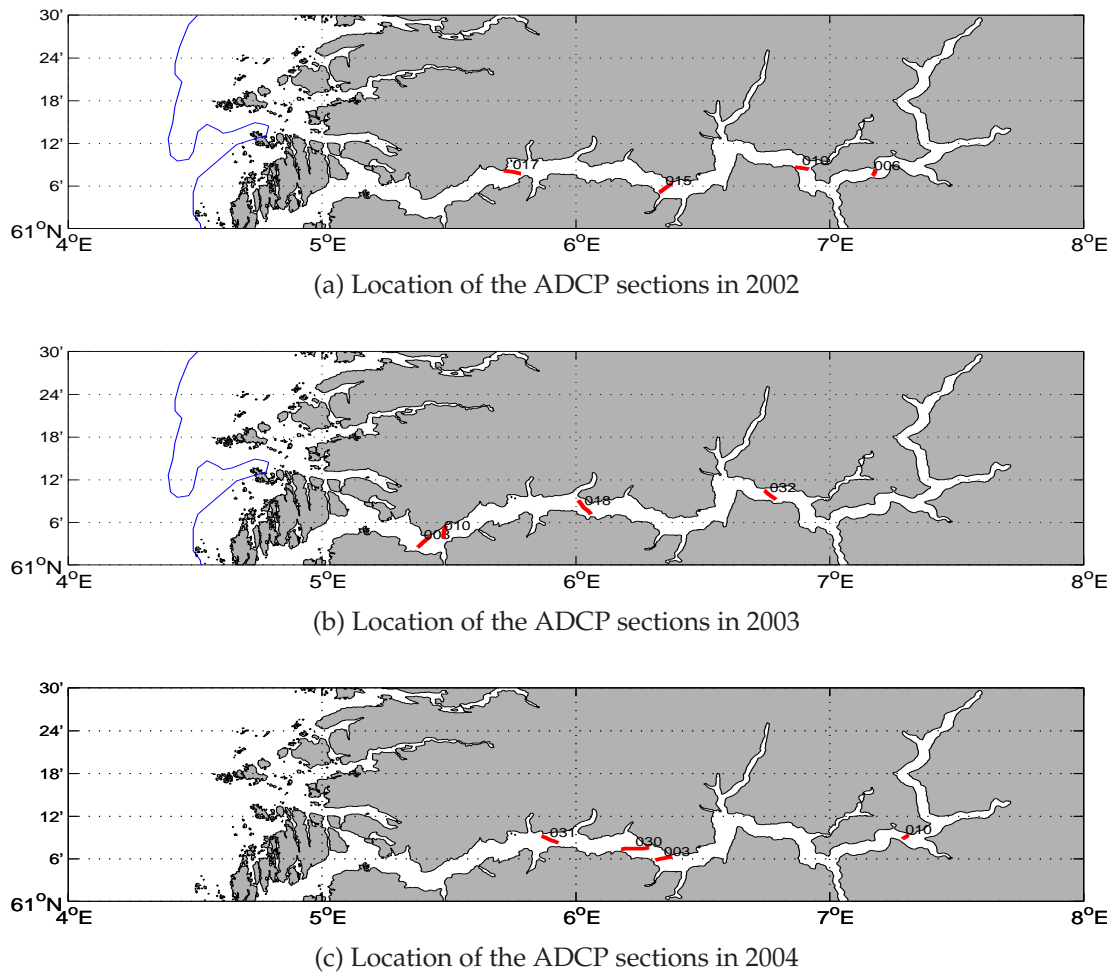 30'
24'
18'
12'
6'
61°N
4°E 5°E 6°E 7°E 8°E
017 015 010 006
(a) Location of the ADCP sections in 2002
30'
24'
18'
12'
6'
61°N
4°E 5°E 6°E 7°E 8°E
003 010 018 032
(b) Location of the ADCP sections in 2003
30'
24'
18'
12'
6'
61°N
4°E 5°E 6°E 7°E 8°E
031 030 003 010
(c) Location of the ADCP sections in 2004